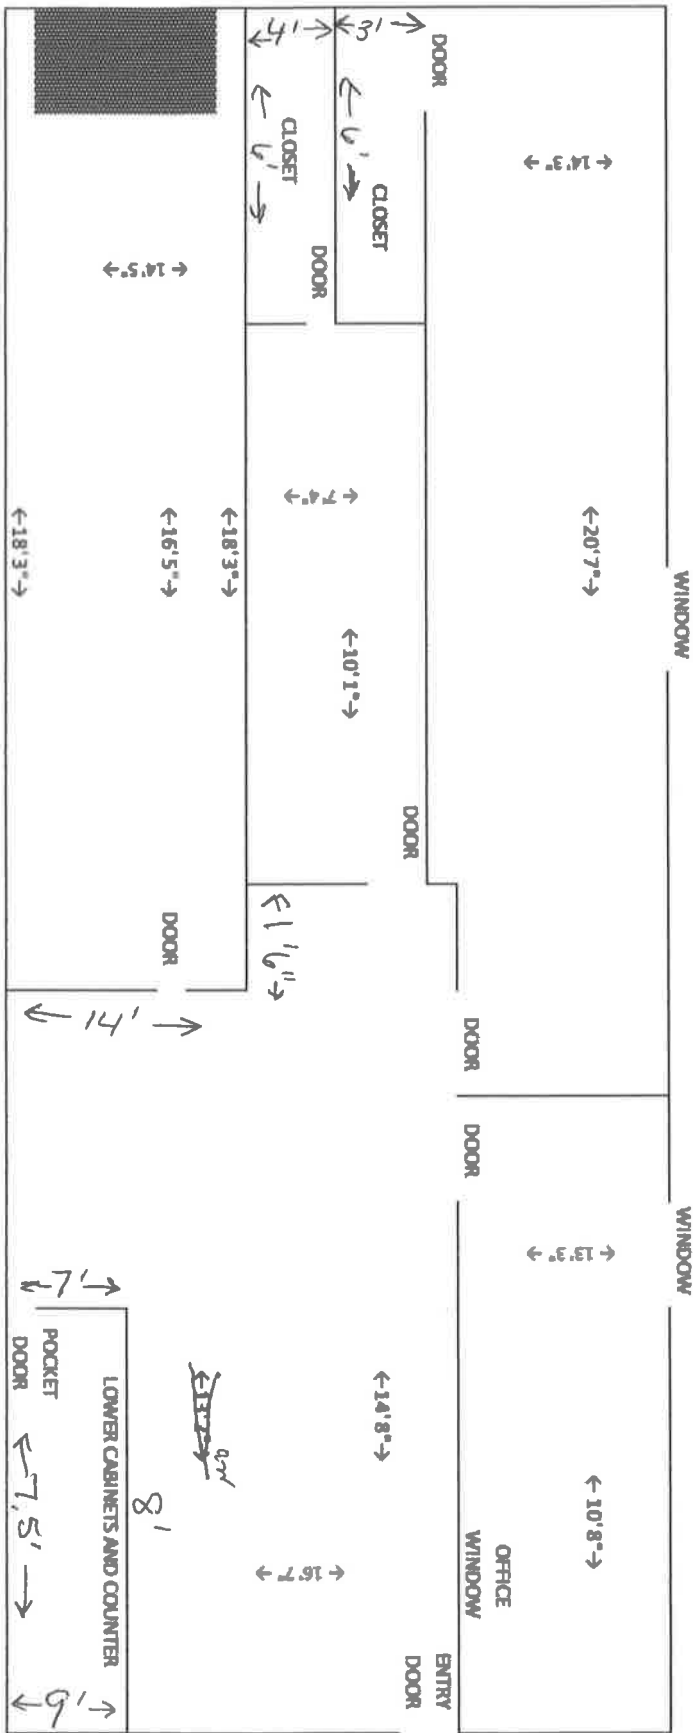 WINDOW
WINDOW
←14'3"→
←20'7"→
←13'3"→
←10'8"→
OFFICE
WINDOW
DOOR
DOOR
DOOR
ENTRY
DOOR
←3'→
CLOSET
←6'→
DOOR
←14'8"→
←4'→
CLOSET
←6'→
DOOR
←7'4"→
←10'1"→
←1'6"→
←16'7"→
←14'5"→
←18'3"→
←16'5"→
←18'3"→
DOOR
←14'→
8'
LOWER CABINETS AND COUNTER
←7'→
POCKET
DOOR
←7.5'→
←9'→